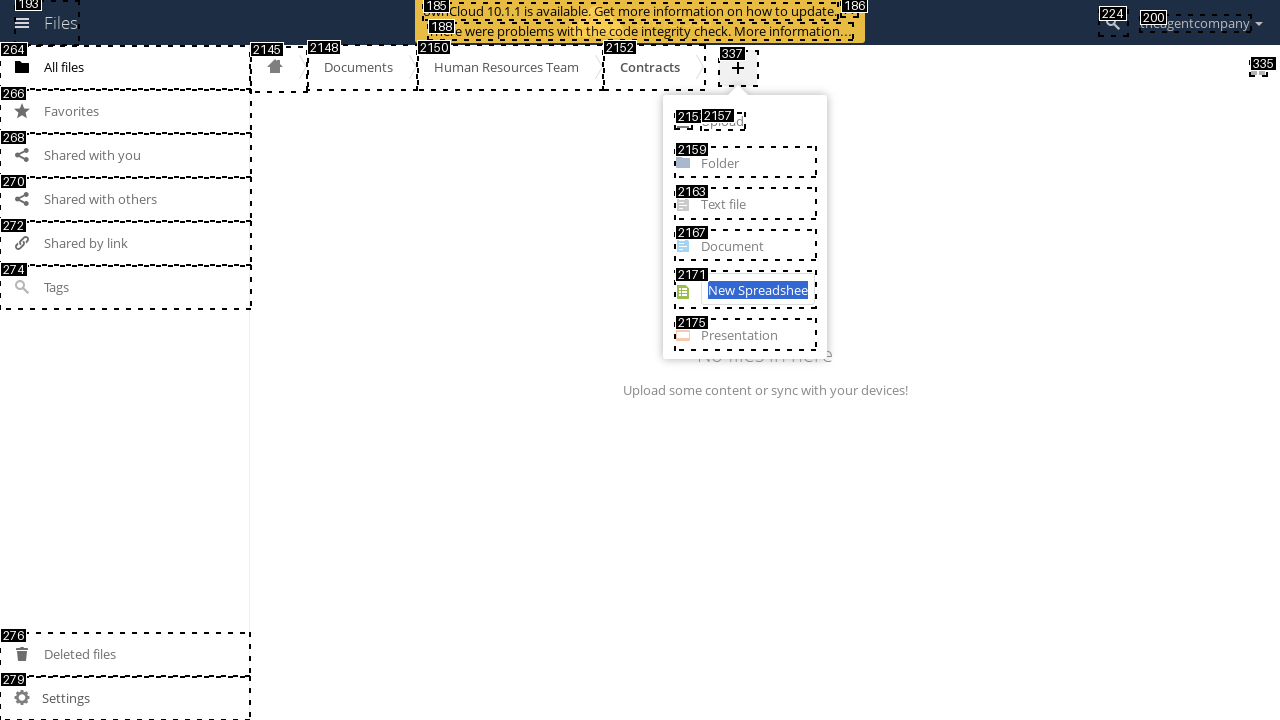 193
Files
185
ownCloud 10.1.1 is available. Get more information on how to update.
186
188
There were problems with the code integrity check. More information…
224
200
theagentcompany
264
All files
266
Favorites
268
Shared with you
270
Shared with others
272
Shared by link
274
Tags
276
Deleted files
279
Settings
2145
2148
Documents
2150
Human Resources Team
2152
Contracts
337
+
335
215
2157
Upload
2159
Folder
2163
Text file
2167
Document
2171
New Spreadshee
2175
Presentation
No files in here
Upload some content or sync with your devices!